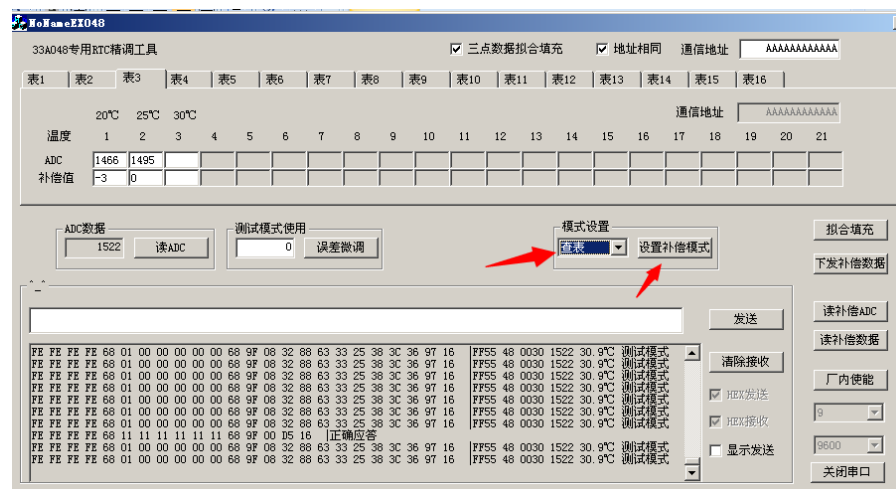 NoNameEX048
33A048专用RTC精调工具 三点数据拟合填充 地址相同 通信地址 AAAAAAAAAAAA
表1 表2 表3 表4 表5 表6 表7 表8 表9 表10 表11 表12 表13 表14 表15 表16
20℃ 25℃ 30℃ 通信地址 AAAAAAAAAAAA
温度 1 2 3 4 5 6 7 8 9 10 11 12 13 14 15 16 17 18 19 20 21
ADC 1466 1495
补偿值 -3 0
ADC数据 测试模式使用 模式设置
1522 读ADC 0 误差微调 查表 设置补偿模式
拟合填充
下发补偿数据
^_^
发送
读补偿ADC
读补偿数据
清除接收
厂内使能
HEX发送
9
HEX接收
显示发送
9600
关闭串口
FE FE FE FE 68 01 00 00 00 00 00 68 9F 08 32 88 63 33 25 38 3C 36 97 16 |FF55 48 0030 1522 30.9℃ 测试模式
FE FE FE FE 68 01 00 00 00 00 00 68 9F 08 32 88 63 33 25 38 3C 36 97 16 |FF55 48 0030 1522 30.9℃ 测试模式
FE FE FE FE 68 01 00 00 00 00 00 68 9F 08 32 88 63 33 25 38 3C 36 97 16 |FF55 48 0030 1522 30.9℃ 测试模式
FE FE FE FE 68 01 00 00 00 00 00 68 9F 08 32 88 63 33 25 38 3C 36 97 16 |FF55 48 0030 1522 30.9℃ 测试模式
FE FE FE FE 68 01 00 00 00 00 00 68 9F 08 32 88 63 33 25 38 3C 36 97 16 |FF55 48 0030 1522 30.9℃ 测试模式
FE FE FE FE 68 01 00 00 00 00 00 68 9F 08 32 88 63 33 25 38 3C 36 97 16 |FF55 48 0030 1522 30.9℃ 测试模式
FE FE FE FE 68 01 00 00 00 00 00 68 9F 08 32 88 63 33 25 38 3C 36 97 16 |FF55 48 0030 1522 30.9℃ 测试模式
FE FE FE FE 68 11 11 11 11 11 11 68 9F 00 D5 16 |正确应答
FE FE FE FE 68 01 00 00 00 00 00 68 9F 08 32 88 63 33 25 38 3C 36 97 16 |FF55 48 0030 1522 30.9℃ 测试模式
FE FE FE FE 68 01 00 00 00 00 00 68 9F 08 32 88 63 33 25 38 3C 36 97 16 |FF55 48 0030 1522 30.9℃ 测试模式